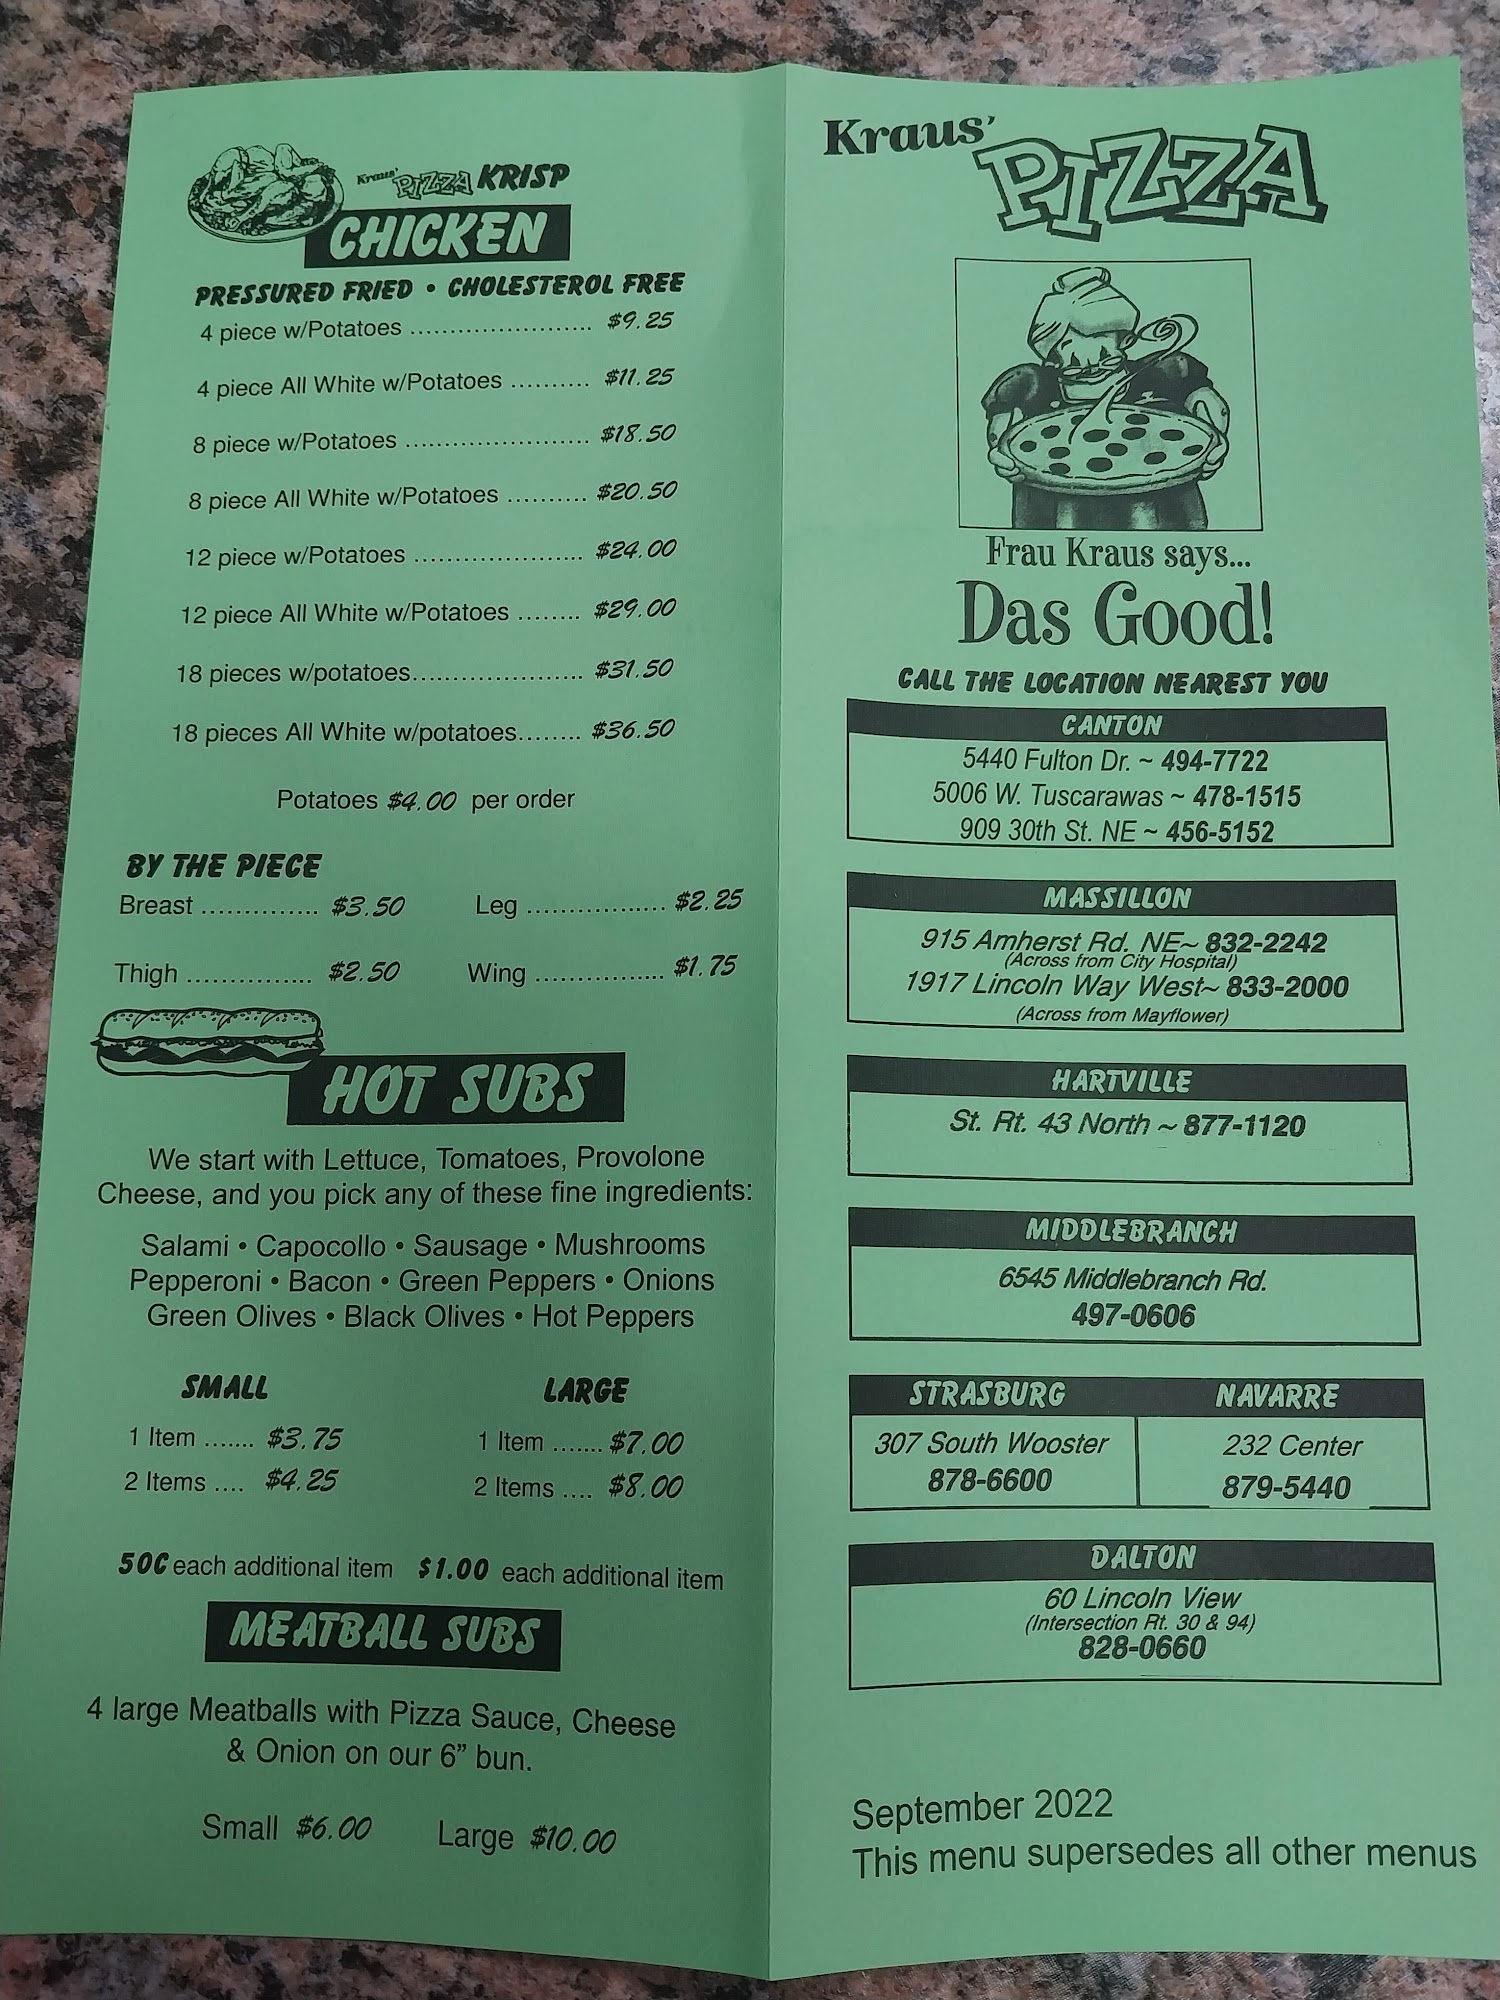 Kraus' PIZZA KRISP
CHICKEN
PRESSURED FRIED • CHOLESTEROL FREE
4 piece w/Potatoes ....................... $9.25
4 piece All White w/Potatoes .......... $11.25
8 piece w/Potatoes ....................... $18.50
8 piece All White w/Potatoes .......... $20.50
12 piece w/Potatoes ..................... $24.00
12 piece All White w/Potatoes ........ $29.00
18 pieces w/potatoes..................... $31.50
18 pieces All White w/potatoes........ $36.50
Potatoes $4.00 per order
BY THE PIECE
Breast .............. $3.50 Leg ................. $2.25
Thigh ............... $2.50 Wing ................ $1.75
HOT SUBS
We start with Lettuce, Tomatoes, Provolone
Cheese, and you pick any of these fine ingredients:
Salami • Capocollo • Sausage • Mushrooms
Pepperoni • Bacon • Green Peppers • Onions
Green Olives • Black Olives • Hot Peppers
SMALL LARGE
1 Item ....... $3.75 1 Item ....... $7.00
2 Items .... $4.25 2 Items .... $8.00
50¢ each additional item $1.00 each additional item
MEATBALL SUBS
4 large Meatballs with Pizza Sauce, Cheese
& Onion on our 6” bun.
Small $6.00 Large $10.00
Kraus' PIZZA
Frau Kraus says...
Das Good!
CALL THE LOCATION NEAREST YOU
CANTON
5440 Fulton Dr. ~ 494-7722
5006 W. Tuscarawas ~ 478-1515
909 30th St. NE ~ 456-5152
MASSILLON
915 Amherst Rd. NE~ 832-2242
(Across from City Hospital)
1917 Lincoln Way West~ 833-2000
(Across from Mayflower)
HARTVILLE
St. Rt. 43 North ~ 877-1120
MIDDLEBRANCH
6545 Middlebranch Rd.
497-0606
STRASBURG
307 South Wooster
878-6600
NAVARRE
232 Center
879-5440
DALTON
60 Lincoln View
(Intersection Rt. 30 & 94)
828-0660
September 2022
This menu supersedes all other menus